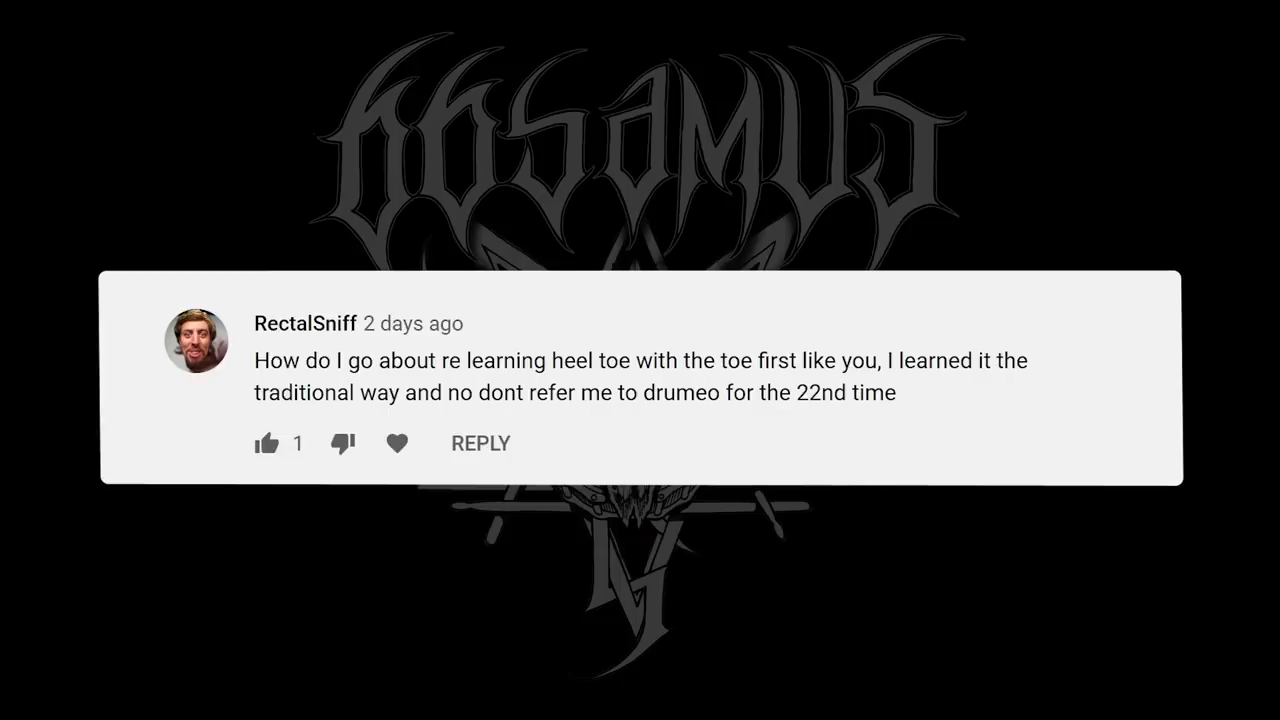 66SAMUS
RectalSniff 2 days ago
How do I go about re learning heel toe with the toe first like you, I learned it the
traditional way and no dont refer me to drumeo for the 22nd time
1 REPLY